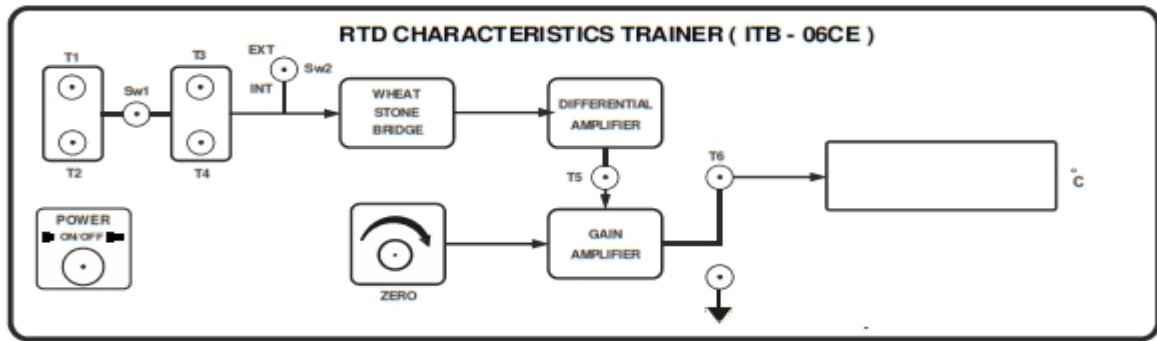 RTD CHARACTERISTICS TRAINER ( ITB - 06CE )
T1
T3
EXT
Sw1
Sw2
INT
WHEAT
STONE
BRIDGE
DIFFERENTIAL
AMPLIFIER
T2
T4
T5
T6
°C
POWER
ON/OFF
ZERO
GAIN
AMPLIFIER